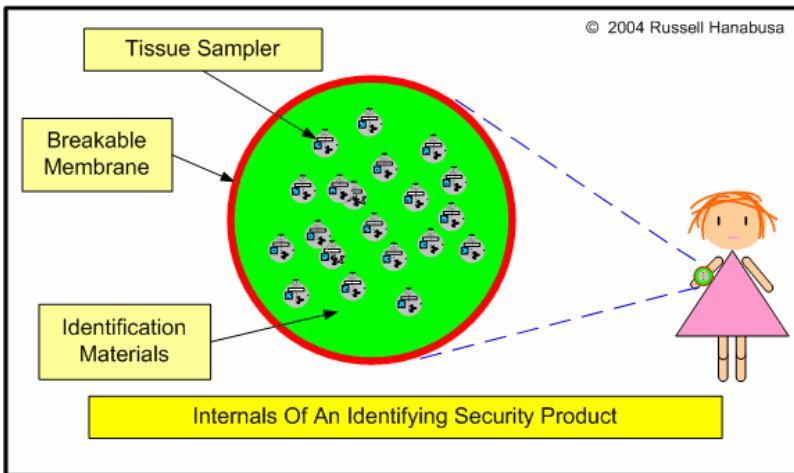 © 2004 Russell Hanabusa
Tissue Sampler
Breakable
Membrane
Identification
Materials
Internals Of An Identifying Security Product